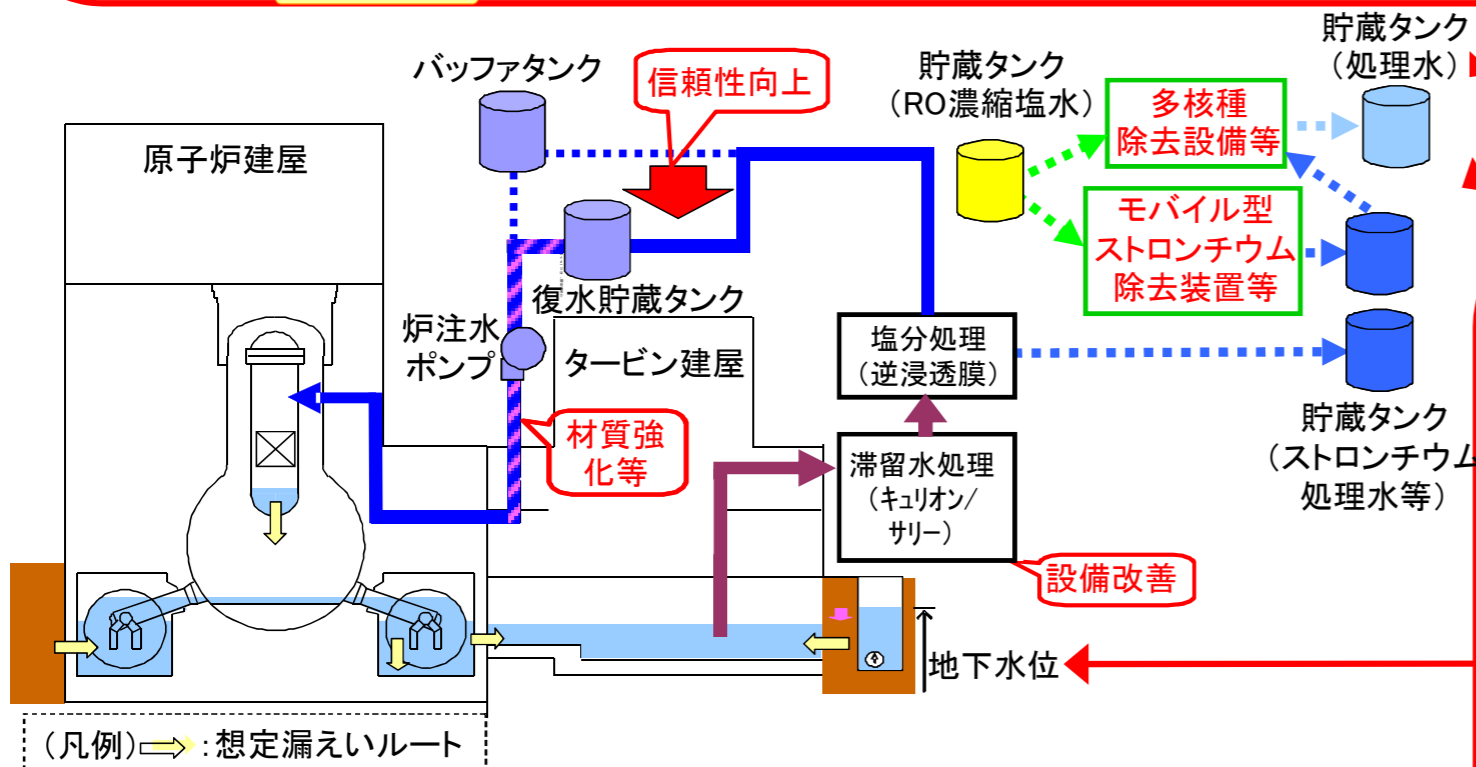 貯蔵タンク
(処理水)
バッファタンク
信頼性向上
貯蔵タンク
(RO濃縮塩水)
多核種
除去設備等
原子炉建屋
モバイル型
ストロンチウム
除去装置等
復水貯蔵タンク
炉注水
ポンプ
タービン建屋
塩分処理
(逆浸透膜)
材質強
化等
滞留水処理
(キュリオン/
サリー)
貯蔵タンク
(ストロンチウム
処理水等)
設備改善
地下水位
(凡例) :想定漏えいルート